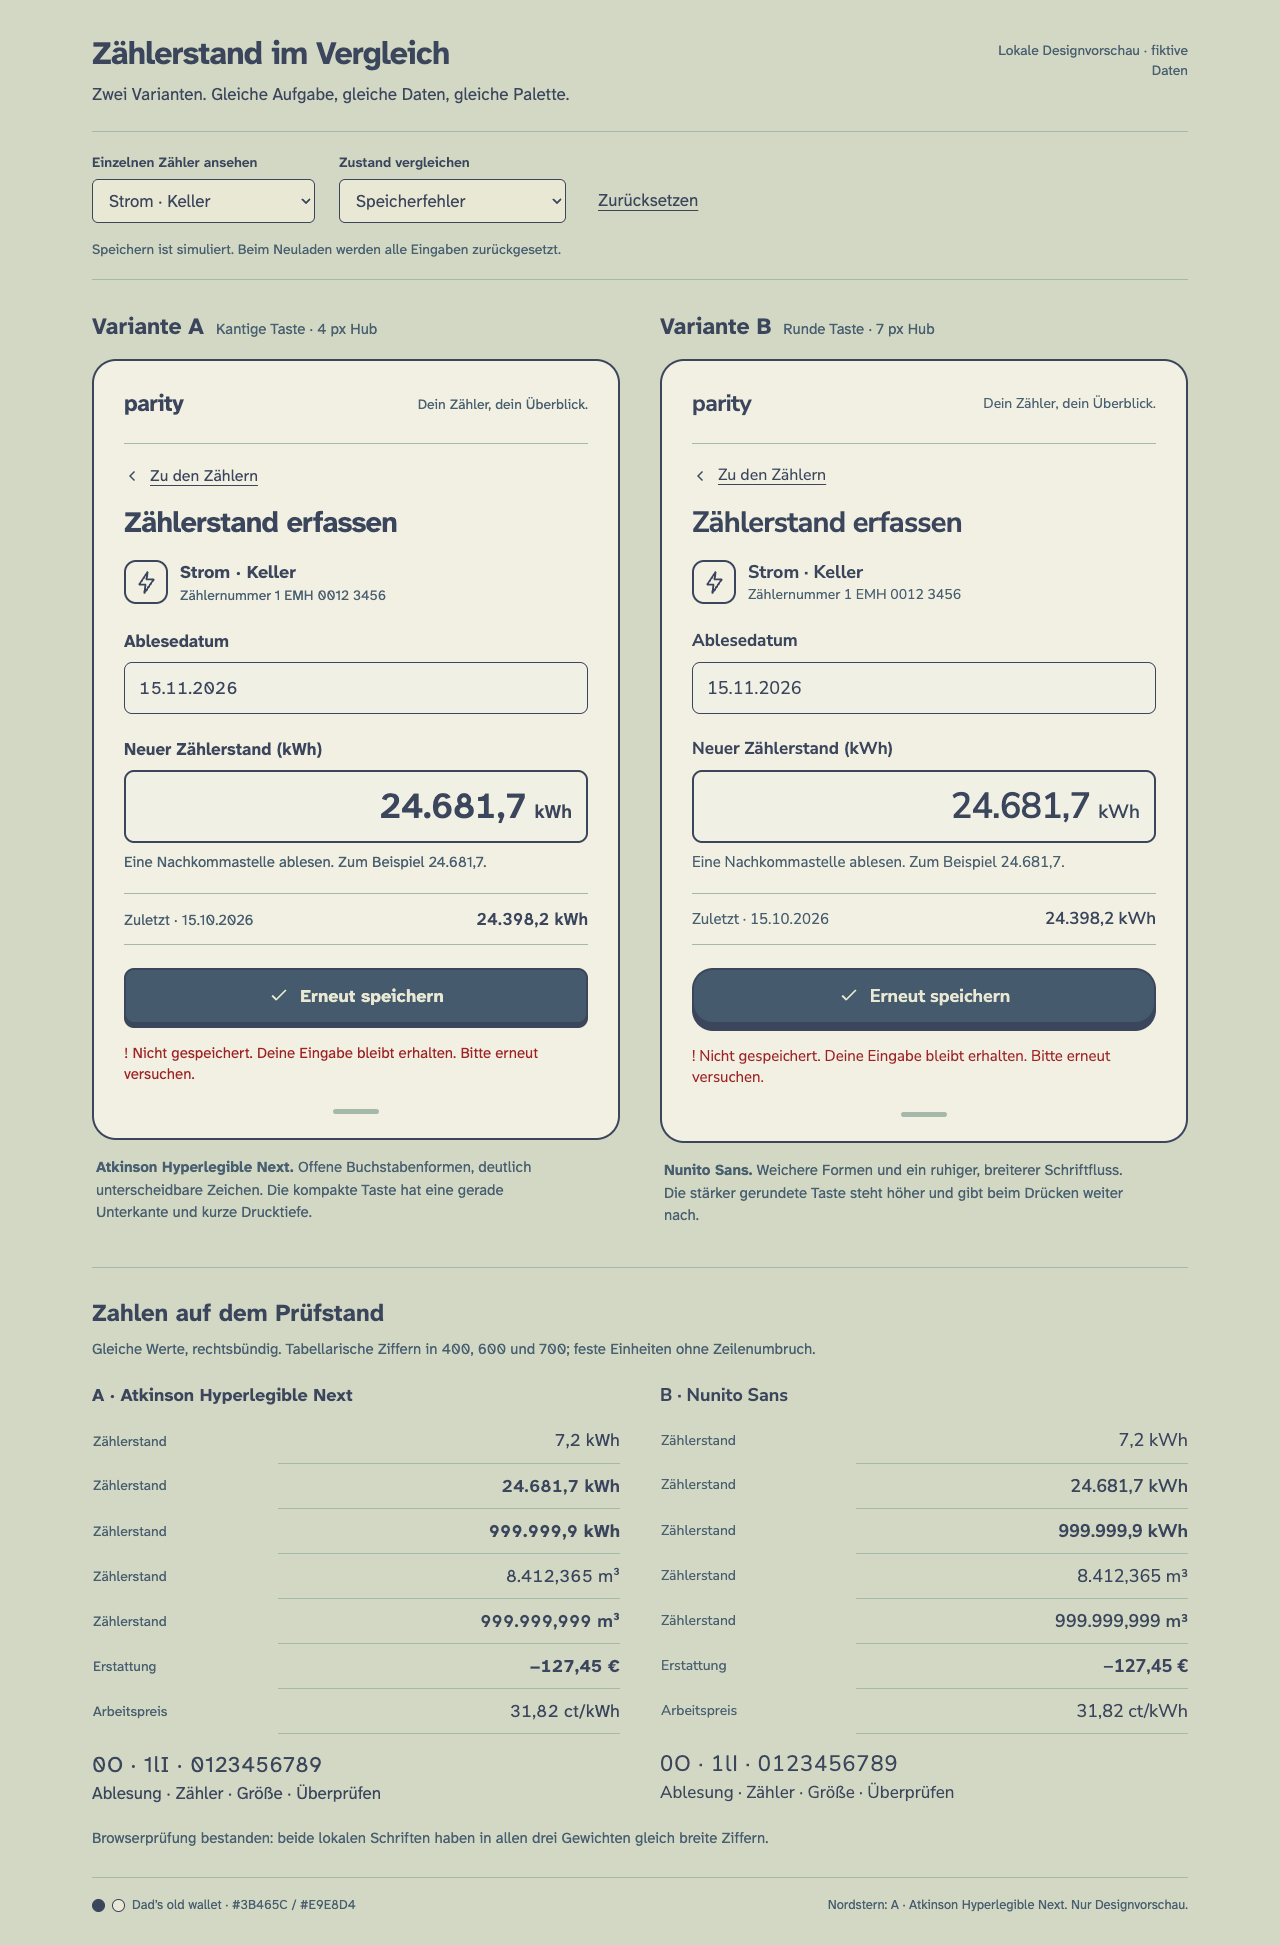 Zählerstand im Vergleich
Lokale Designvorschau · fiktive
Daten
Zwei Varianten. Gleiche Aufgabe, gleiche Daten, gleiche Palette.
Einzelnen Zähler ansehen
Zustand vergleichen
Strom · Keller
Speicherfehler
Zurücksetzen
Speichern ist simuliert. Beim Neuladen werden alle Eingaben zurückgesetzt.
Variante A Kantige Taste · 4 px Hub
parity
Dein Zähler, dein Überblick.
Zu den Zählern
Zählerstand erfassen
Strom · Keller
Zählernummer 1 EMH 0012 3456
Ablesedatum
15.11.2026
Neuer Zählerstand (kWh)
24.681,7 kWh
Eine Nachkommastelle ablesen. Zum Beispiel 24.681,7.
Zuletzt · 15.10.2026 24.398,2 kWh
Erneut speichern
! Nicht gespeichert. Deine Eingabe bleibt erhalten. Bitte erneut
versuchen.
Atkinson Hyperlegible Next. Offene Buchstabenformen, deutlich
unterscheidbare Zeichen. Die kompakte Taste hat eine gerade
Unterkante und kurze Drucktiefe.
Variante B Runde Taste · 7 px Hub
parity
Dein Zähler, dein Überblick.
Zu den Zählern
Zählerstand erfassen
Strom · Keller
Zählernummer 1 EMH 0012 3456
Ablesedatum
15.11.2026
Neuer Zählerstand (kWh)
24.681,7 kWh
Eine Nachkommastelle ablesen. Zum Beispiel 24.681,7.
Zuletzt · 15.10.2026 24.398,2 kWh
Erneut speichern
! Nicht gespeichert. Deine Eingabe bleibt erhalten. Bitte erneut
versuchen.
Nunito Sans. Weichere Formen und ein ruhiger, breiterer Schriftfluss.
Die stärker gerundete Taste steht höher und gibt beim Drücken weiter
nach.
Zahlen auf dem Prüfstand
Gleiche Werte, rechtsbündig. Tabellarische Ziffern in 400, 600 und 700; feste Einheiten ohne Zeilenumbruch.
A · Atkinson Hyperlegible Next
Zählerstand 7,2 kWh
Zählerstand 24.681,7 kWh
Zählerstand 999.999,9 kWh
Zählerstand 8.412,365 m³
Zählerstand 999.999,999 m³
Erstattung −127,45 €
Arbeitspreis 31,82 ct/kWh
0O · 1lI · 0123456789
Ablesung · Zähler · Größe · Überprüfen
B · Nunito Sans
Zählerstand 7,2 kWh
Zählerstand 24.681,7 kWh
Zählerstand 999.999,9 kWh
Zählerstand 8.412,365 m³
Zählerstand 999.999,999 m³
Erstattung −127,45 €
Arbeitspreis 31,82 ct/kWh
0O · 1lI · 0123456789
Ablesung · Zähler · Größe · Überprüfen
Browserprüfung bestanden: beide lokalen Schriften haben in allen drei Gewichten gleich breite Ziffern.
Dad's old wallet · #3B465C / #E9E8D4
Nordstern: A · Atkinson Hyperlegible Next. Nur Designvorschau.